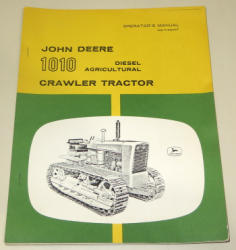 OPERATOR'S MANUAL
JOHN DEERE
1010 DIESEL
AGRICULTURAL
CRAWLER TRACTOR